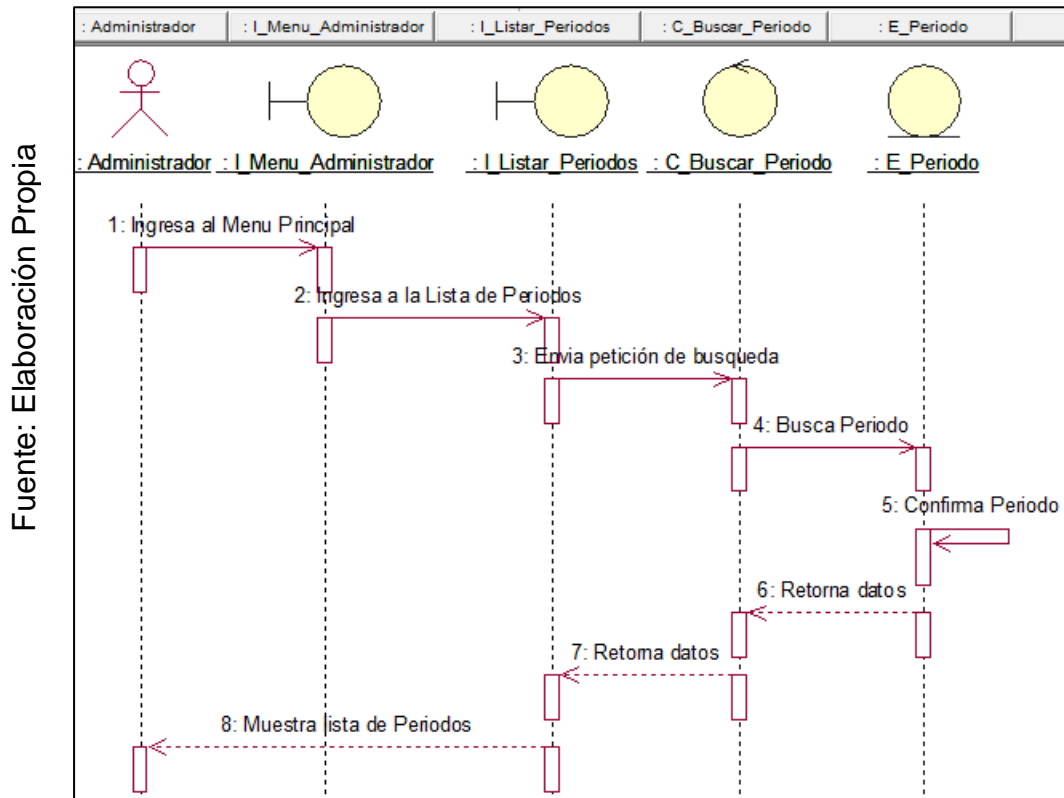 : Administrador
: I_Menu_Administrador
: I_Listar_Periodos
: C_Buscar_Periodo
: E_Periodo
: Administrador
: I_Menu_Administrador
: I_Listar_Periodos
: C_Buscar_Periodo
: E_Periodo
Fuente: Elaboración Propia
1: Ingresa al Menu Principal
2: Ingresa a la Lista de Periodos
3: Envia petición de busqueda
4: Busca Periodo
5: Confirma Periodo
6: Retorna datos
7: Retorna datos
8: Muestra lista de Periodos